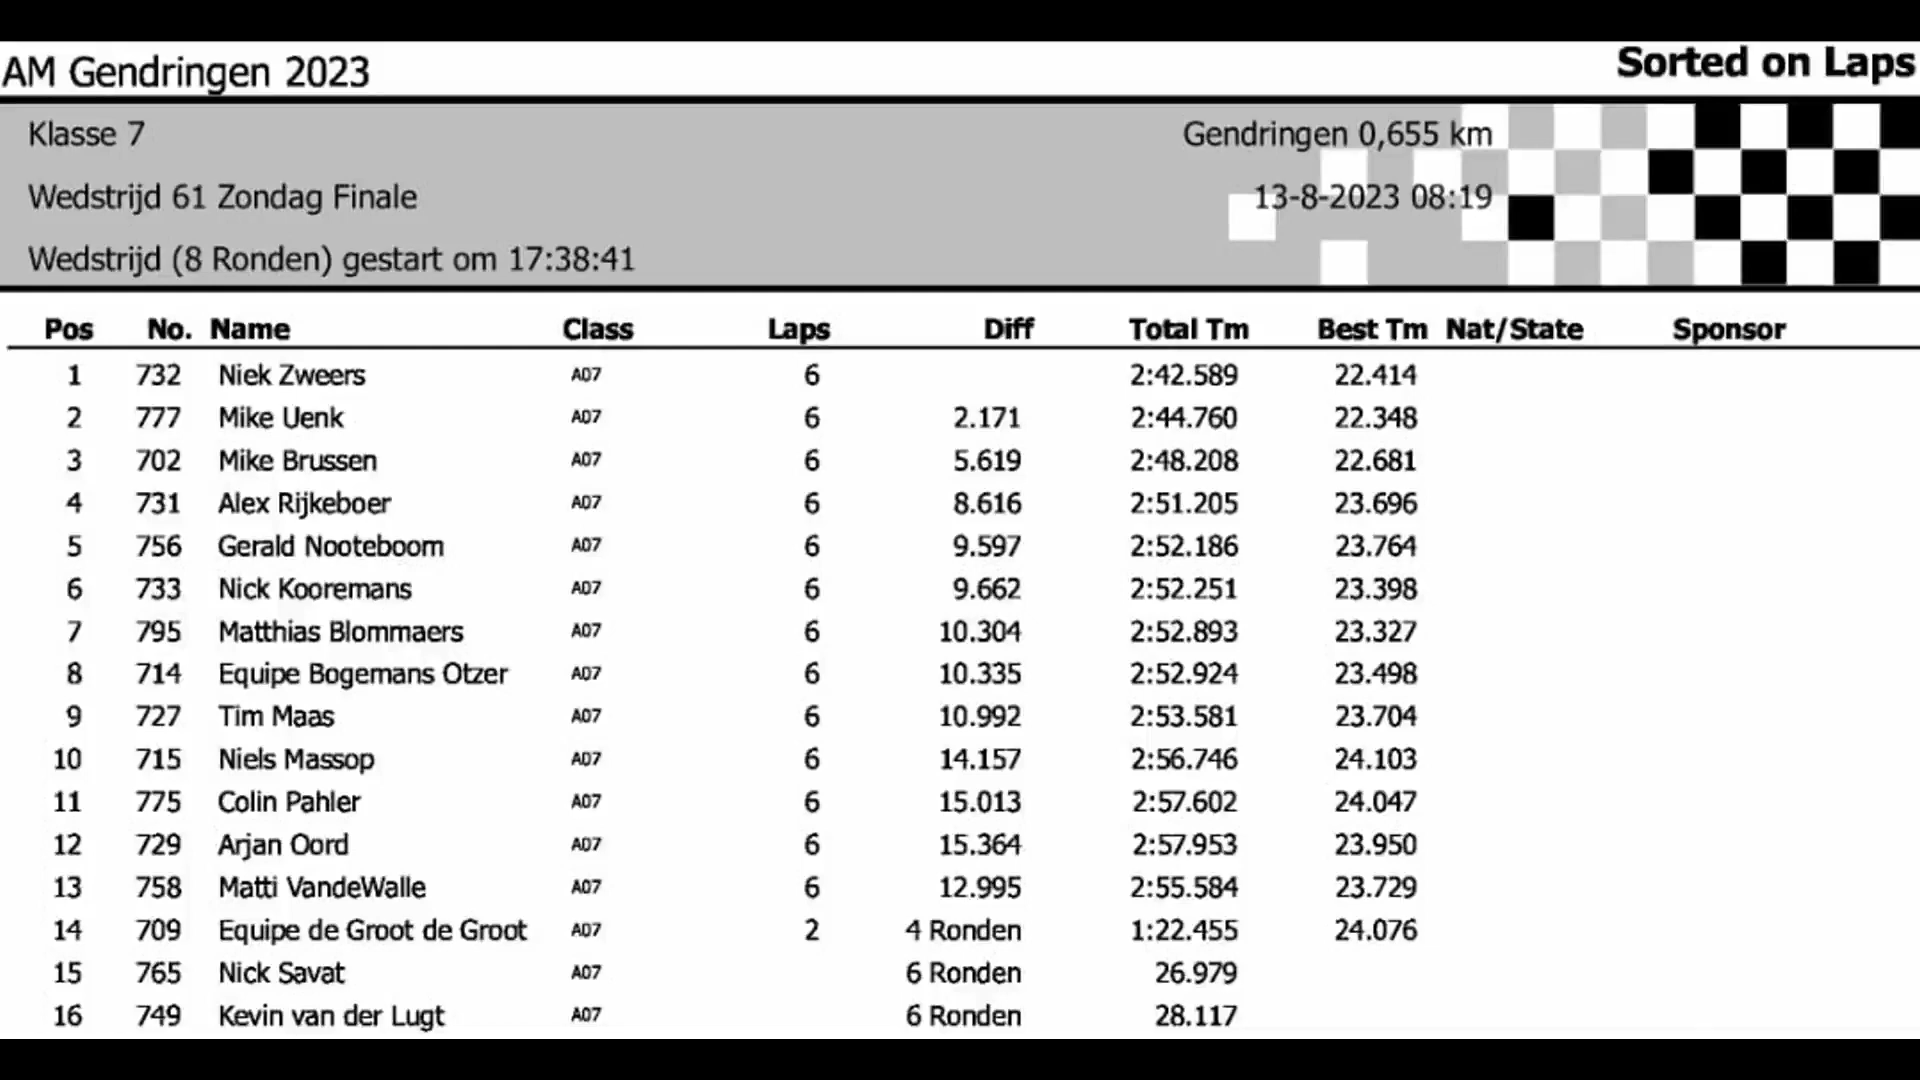 AM Gendringen 2023 Sorted on Laps
Klasse 7 Gendringen 0,655 km
Wedstrijd 61 Zondag Finale 13-8-2023 08:19
Wedstrijd (8 Ronden) gestart om 17:38:41
Pos No. Name Class Laps Diff Total Tm Best Tm Nat/State Sponsor
1 732 Niek Zweers A07 6 2:42.589 22.414
2 777 Mike Uenk A07 6 2.171 2:44.760 22.348
3 702 Mike Brussen A07 6 5.619 2:48.208 22.681
4 731 Alex Rijkeboer A07 6 8.616 2:51.205 23.696
5 756 Gerald Nooteboom A07 6 9.597 2:52.186 23.764
6 733 Nick Kooremans A07 6 9.662 2:52.251 23.398
7 795 Matthias Blommaers A07 6 10.304 2:52.893 23.327
8 714 Equipe Bogemans Otzer A07 6 10.335 2:52.924 23.498
9 727 Tim Maas A07 6 10.992 2:53.581 23.704
10 715 Niels Massop A07 6 14.157 2:56.746 24.103
11 775 Colin Pahler A07 6 15.013 2:57.602 24.047
12 729 Arjan Oord A07 6 15.364 2:57.953 23.950
13 758 Matti VandeWalle A07 6 12.995 2:55.584 23.729
14 709 Equipe de Groot de Groot A07 2 4 Ronden 1:22.455 24.076
15 765 Nick Savat A07 6 Ronden 26.979
16 749 Kevin van der Lugt A07 6 Ronden 28.117